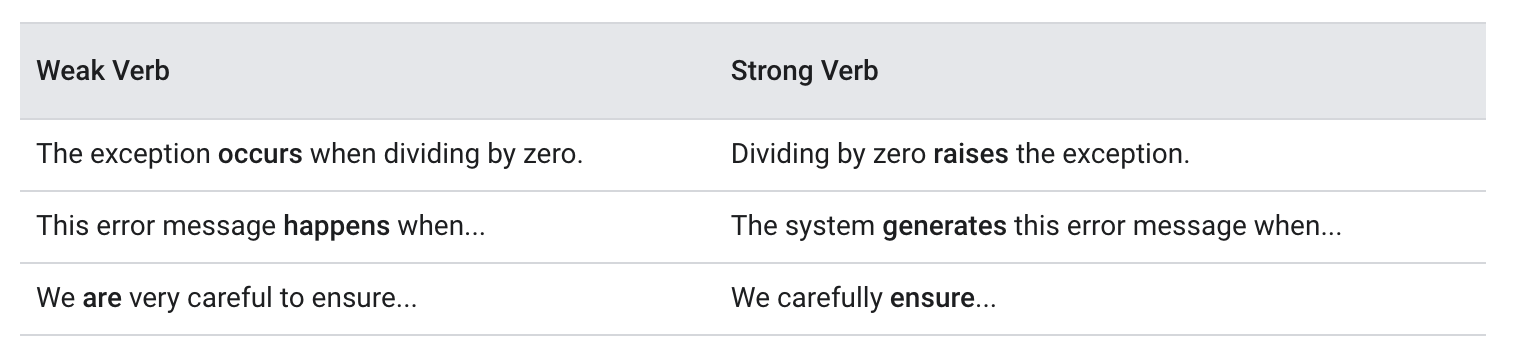 Weak Verb Strong Verb
The exception occurs when dividing by zero. Dividing by zero raises the exception.
This error message happens when... The system generates this error message when...
We are very careful to ensure... We carefully ensure...